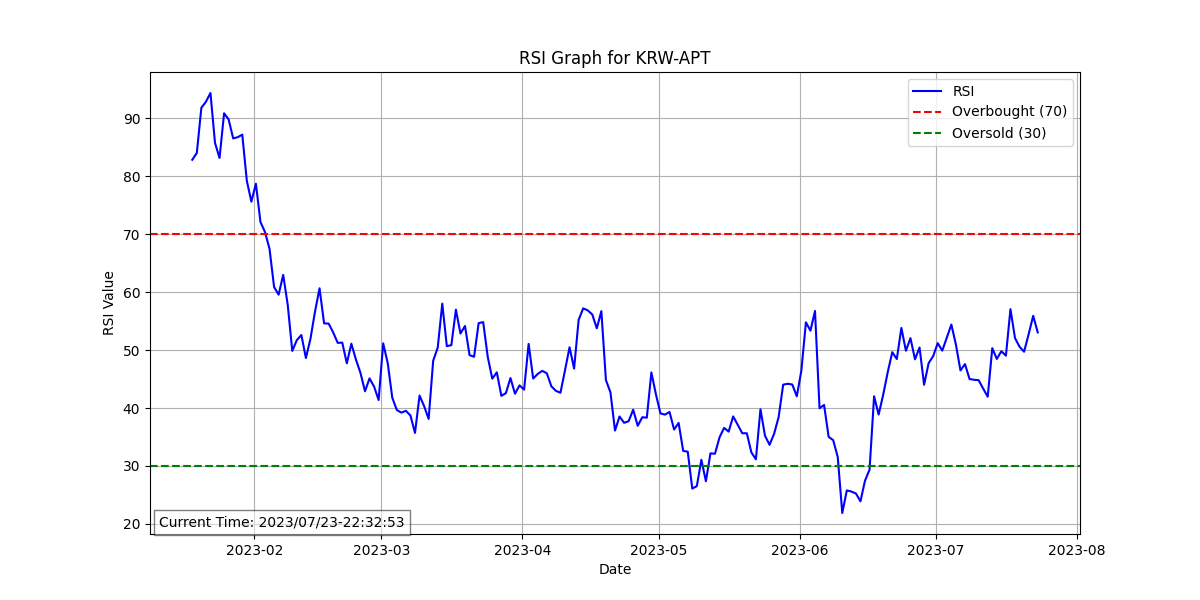 RSI Graph for KRW-APT
RSI
Overbought (70)
Oversold (30)
RSI Value
90
80
70
60
50
40
30
20
Current Time: 2023/07/23-22:32:53
2023-02
2023-03
2023-04
2023-05
2023-06
2023-07
2023-08
Date